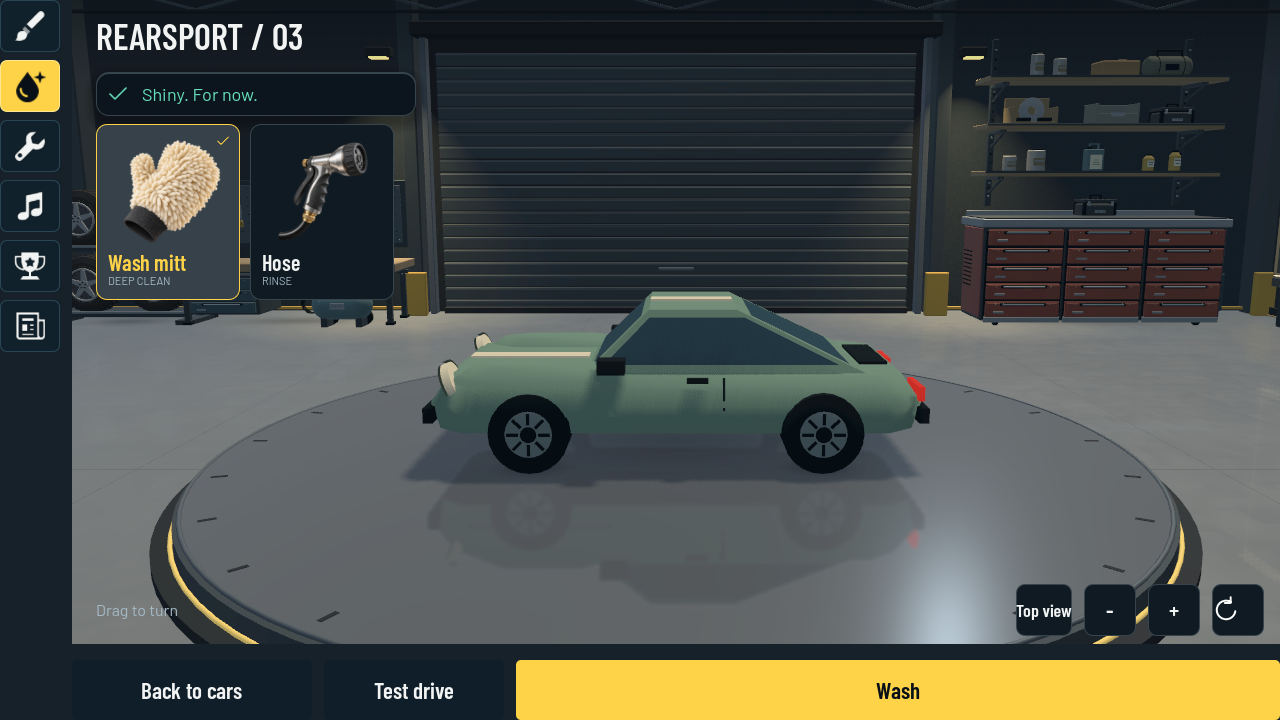 REARSPORT / 03
Shiny. For now.
Wash mitt
DEEP CLEAN
Hose
RINSE
Drag to turn
Top view
-
+
Back to cars
Test drive
Wash